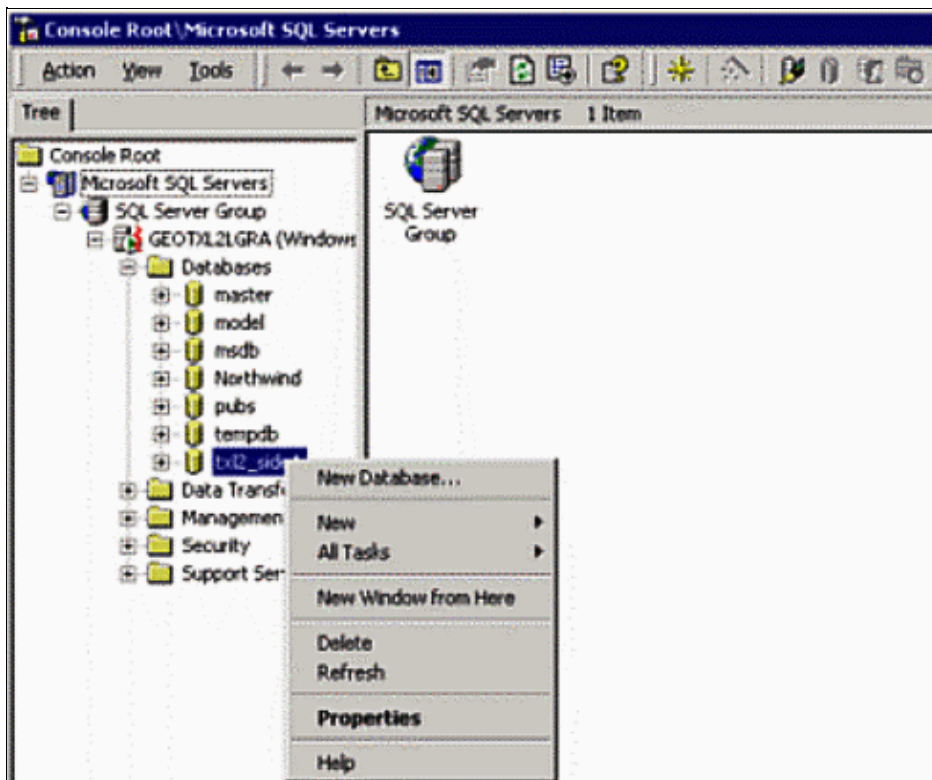 Console Root\Microsoft SQL Servers
Action View Tools
Tree
Microsoft SQL Servers 1 Item
Console Root
Microsoft SQL Servers
SQL Server Group
GEOTXL2LGRA (Windows
Databases
master
model
msdb
Northwind
pubs
tempdb
Data Transf
Managemen
Security
Support Ser
SQL Server
Group
New Database...
New
All Tasks
New Window from Here
Delete
Refresh
Properties
Help